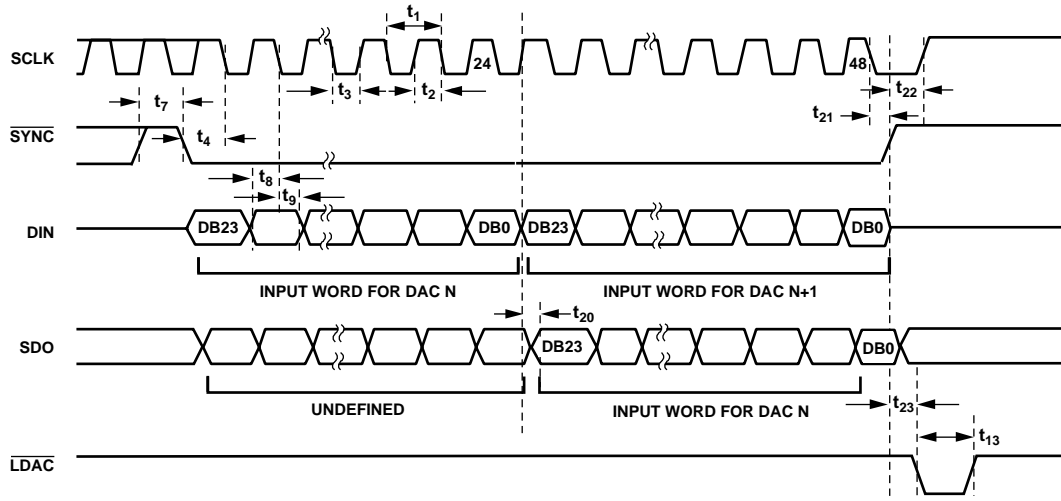 t1
SCLK
24
48
t3
t2
t22
t7
t21
SYNC
t4
t8
t9
DIN
DB23
DB0
DB23
DB0
INPUT WORD FOR DAC N
INPUT WORD FOR DAC N+1
t20
SDO
DB23
DB0
UNDEFINED
INPUT WORD FOR DAC N
t23
t13
LDAC